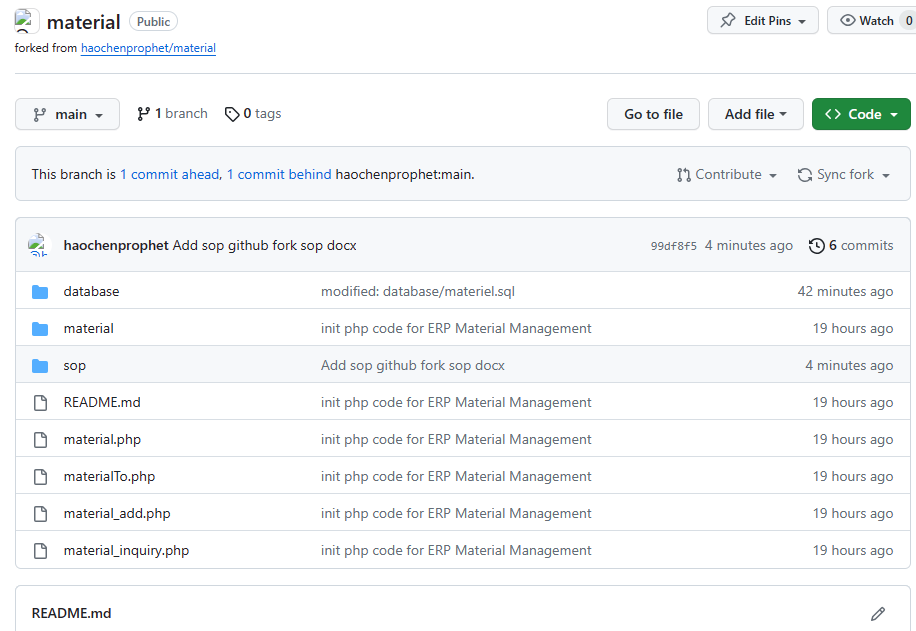 material Public Edit Pins Watch 0
forked from haochenprophet/material
main 1 branch 0 tags Go to file Add file Code
This branch is 1 commit ahead, 1 commit behind haochenprophet:main. Contribute Sync fork
haochenprophet Add sop github fork sop docx 99df8f5 4 minutes ago 6 commits
database modified: database/materiel.sql 42 minutes ago
material init php code for ERP Material Management 19 hours ago
sop Add sop github fork sop docx 4 minutes ago
README.md init php code for ERP Material Management 19 hours ago
material.php init php code for ERP Material Management 19 hours ago
materialTo.php init php code for ERP Material Management 19 hours ago
material_add.php init php code for ERP Material Management 19 hours ago
material_inquiry.php init php code for ERP Material Management 19 hours ago
README.md